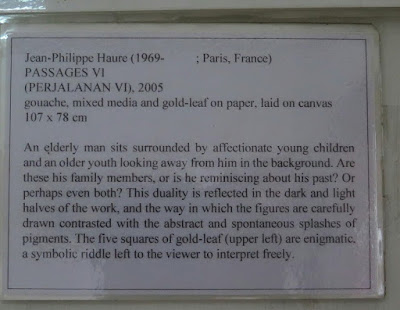 Jean-Philippe Haure (1969-        ; Paris, France)
PASSAGES VI
(PERJALANAN VI), 2005
gouache, mixed media and gold-leaf on paper, laid on canvas
107 x 78 cm
An elderly man sits surrounded by affectionate young children
and an older youth looking away from him in the background. Are
these his family members, or is he reminiscing about his past? Or
perhaps even both? This duality is reflected in the dark and light
halves of the work, and the way in which the figures are carefully
drawn contrasted with the abstract and spontaneous splashes of
pigments. The five squares of gold-leaf (upper left) are enigmatic,
a symbolic riddle left to the viewer to interpret freely.